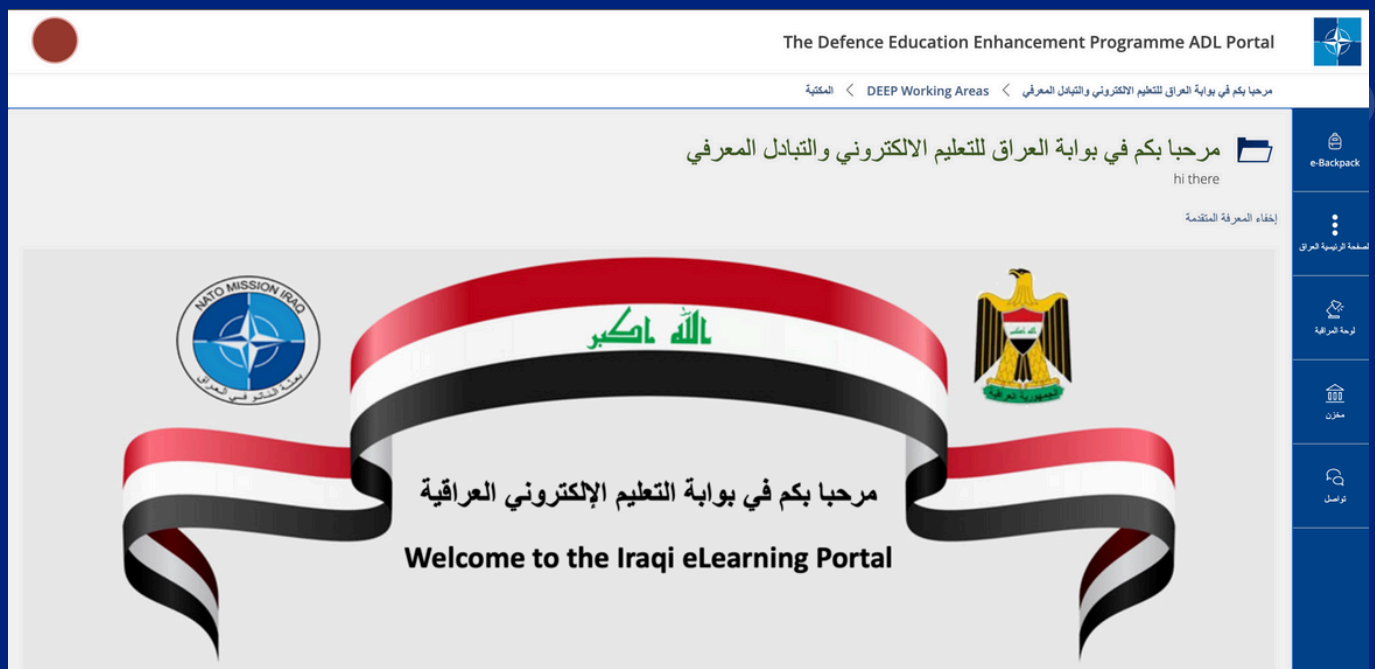 The Defence Education Enhancement Programme ADL Portal
مرحبا بكم في بوابة العراق للتعليم الالكتروني والتبادل المعرفي > DEEP Working Areas > المكتبة
مرحبا بكم في بوابة العراق للتعليم الالكتروني والتبادل المعرفي
hi there
إخفاء المعرفة المتقدمة
e-Backpack
الصفحة الرئيسية العراق
لوحة المراقبة
مخزن
تواصل
NATO MISSION IRAQ
بعثة الناتو في العراق
الله اكبر
الله اكبر
الجمهورية العراقية
مرحبا بكم في بوابة التعليم الإلكتروني العراقية
Welcome to the Iraqi eLearning Portal